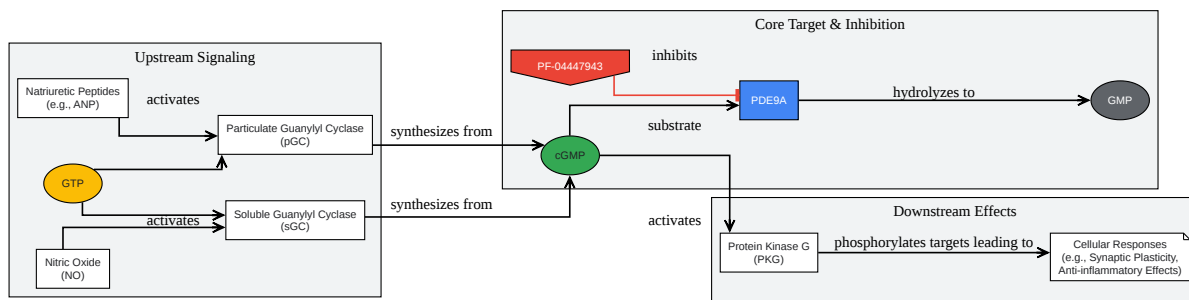 Core Target & Inhibition
PF-04447943
inhibits
PDE9A
hydrolyzes to
GMP
substrate
cGMP
Upstream Signaling
Natriuretic Peptides
(e.g., ANP)
activates
Particulate Guanylyl Cyclase
(pGC)
synthesizes from
GTP
activates
Soluble Guanylyl Cyclase
(sGC)
synthesizes from
Nitric Oxide
(NO)
activates
Downstream Effects
Protein Kinase G
(PKG)
phosphorylates targets leading to
Cellular Responses
(e.g., Synaptic Plasticity,
Anti-inflammatory Effects)